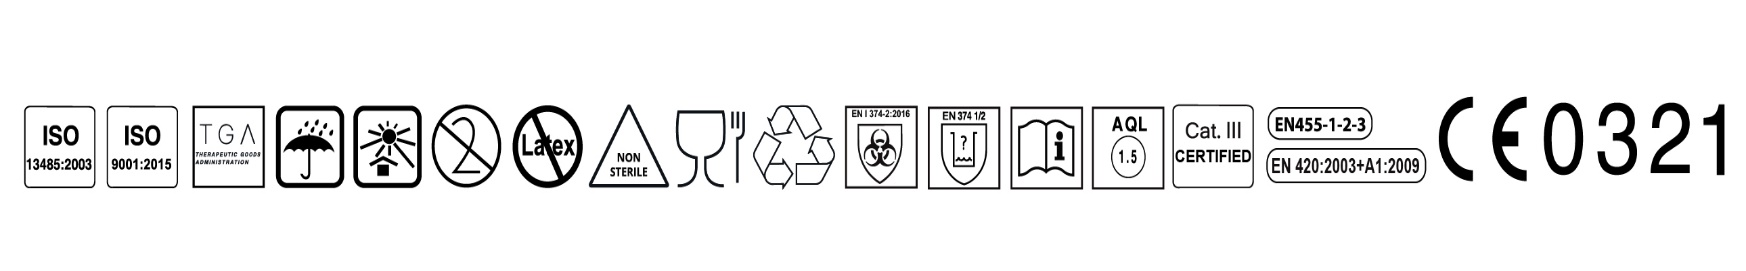 ISO
13485:2003
ISO
9001:2015
TGA
THERAPEUTIC GOODS
ADMINISTRATION
2
Latex
NON
STERILE
EN I 374-2:2016
EN 374 1/2
?
i
AQL
1.5
Cat. III
CERTIFIED
EN455-1-2-3
EN 420:2003+A1:2009
CE0321